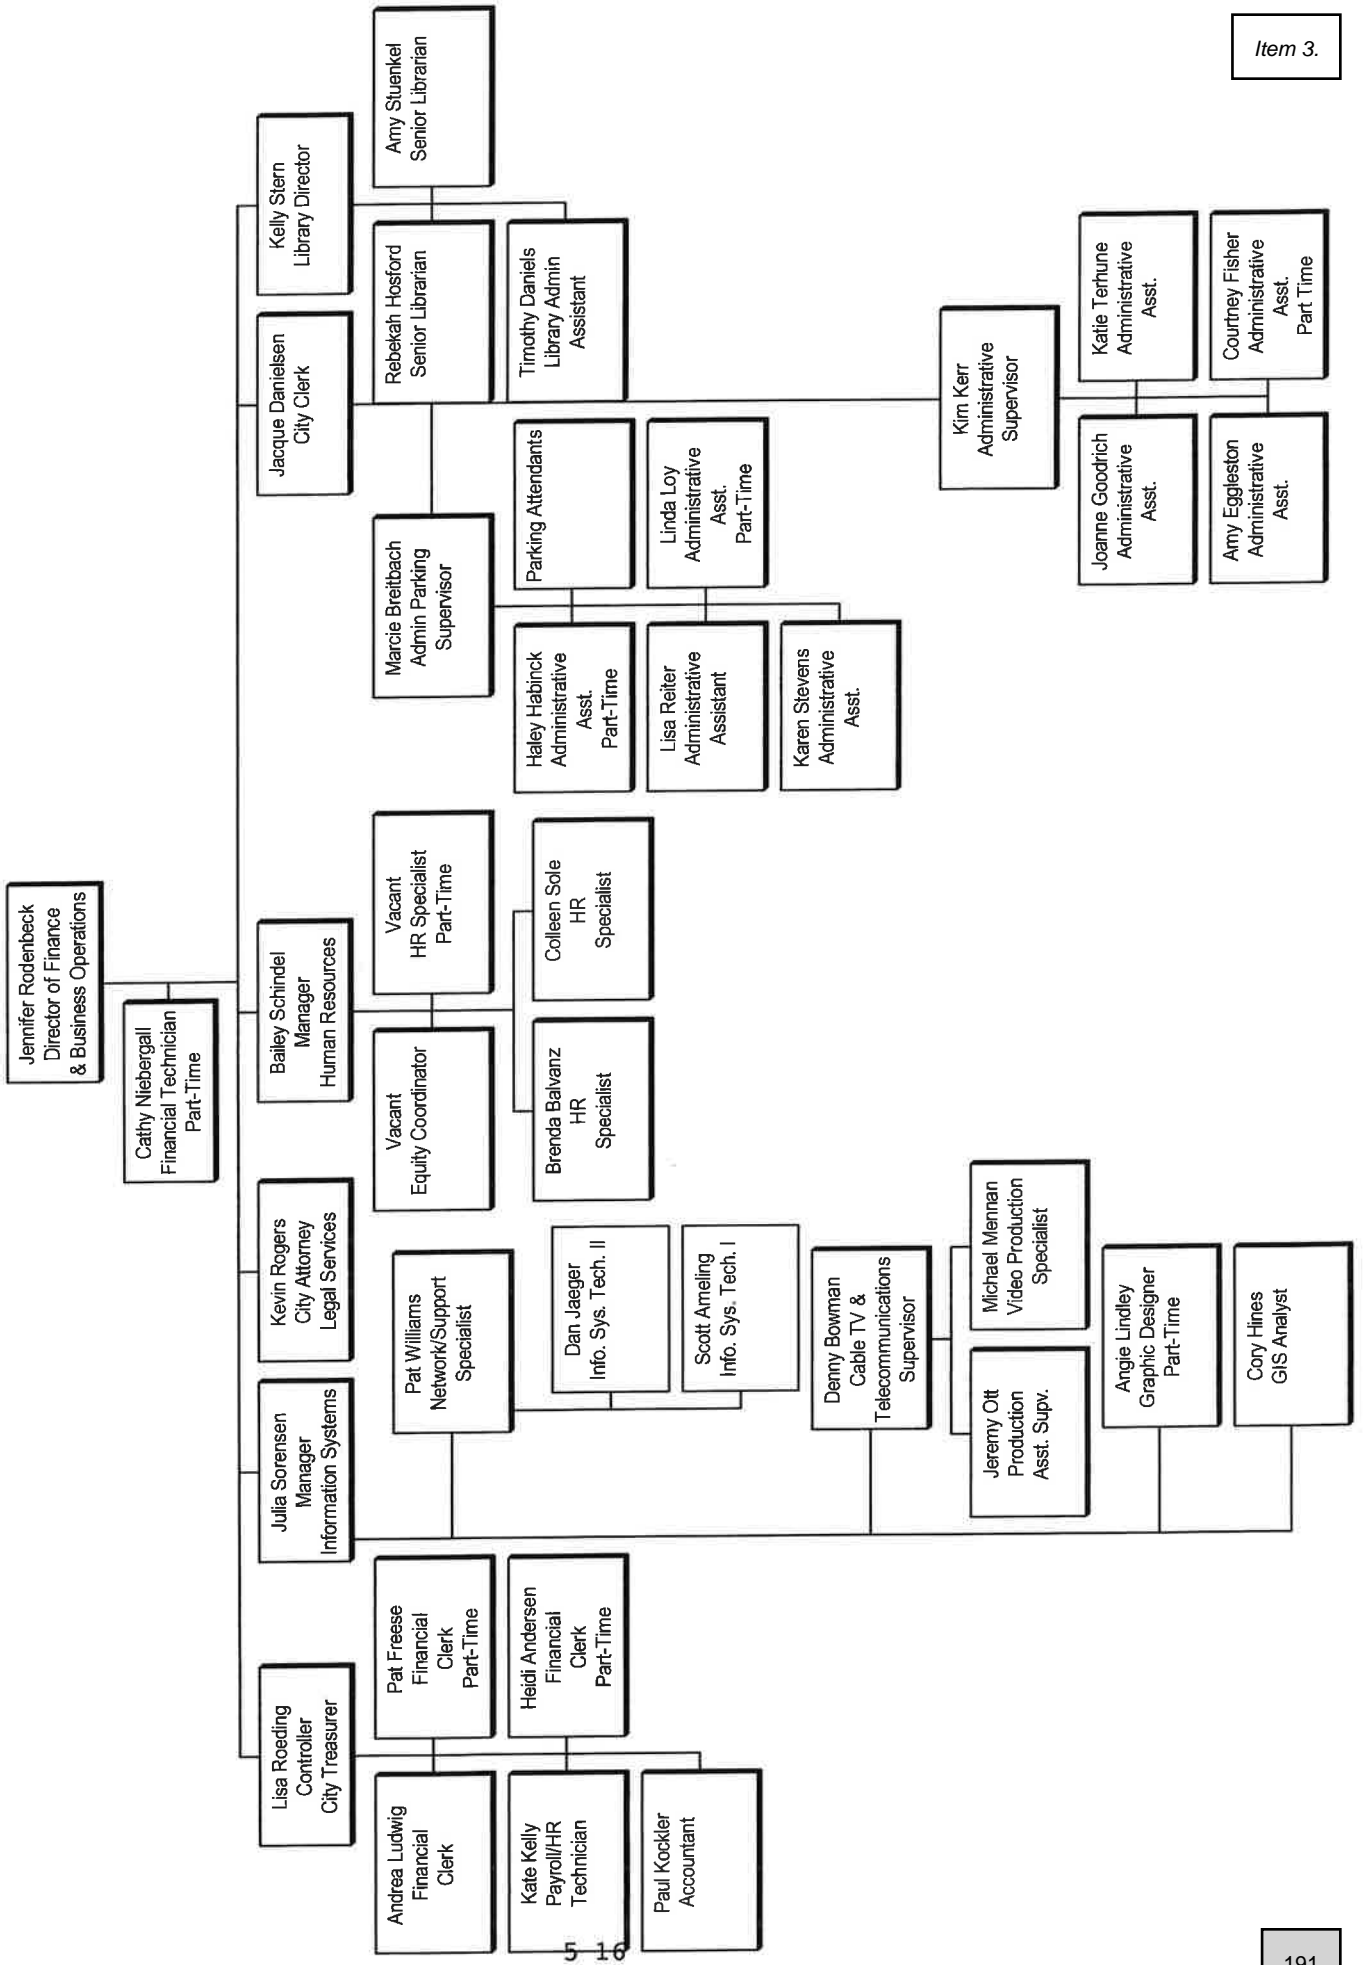 Item 3.
Jennifer Rodenbeck
Director of Finance
& Business Operations
Cathy Niebergall
Financial Technician
Part-Time
Lisa Roeding
Controller
City Treasurer
Julia Sorensen
Manager
Information Systems
Kevin Rogers
City Attorney
Legal Services
Bailey Schindel
Manager
Human Resources
Jacque Danielsen
City Clerk
Kelly Stern
Library Director
Andrea Ludwig
Financial
Clerk
Pat Freese
Financial
Clerk
Part-Time
Kate Kelly
Payroll/HR
Technician
Heidi Andersen
Financial
Clerk
Part-Time
Paul Kockler
Accountant
Pat Williams
Network/Support
Specialist
Dan Jaeger
Info. Sys. Tech. II
Scott Ameling
Info. Sys. Tech. I
Denny Bowman
Cable TV &
Telecommunications
Supervisor
Jeremy Ott
Production
Asst. Supv.
Michael Mennan
Video Production
Specialist
Angie Lindley
Graphic Designer
Part-Time
Cory Hines
GIS Analyst
Vacant
Equity Coordinator
Vacant
HR Specialist
Part-Time
Brenda Balvanz
HR
Specialist
Colleen Sole
HR
Specialist
Marcie Breitbach
Admin Parking
Supervisor
Haley Habinck
Administrative
Asst.
Part-Time
Parking Attendants
Lisa Reiter
Administrative
Assistant
Linda Loy
Administrative
Asst.
Part-Time
Karen Stevens
Administrative
Asst.
Rebekah Hosford
Senior Librarian
Amy Stuenkel
Senior Librarian
Timothy Daniels
Library Admin
Assistant
Kim Kerr
Administrative
Supervisor
Joanne Goodrich
Administrative
Asst.
Katie Terhune
Administrative
Asst.
Amy Eggleston
Administrative
Asst.
Courtney Fisher
Administrative
Asst.
Part Time
5 16
191